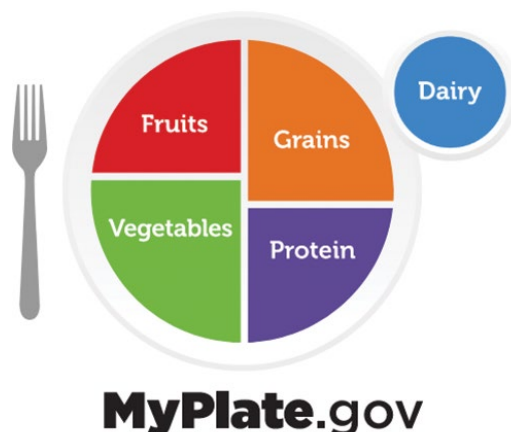 Dairy
Fruits
Grains
Vegetables
Protein
MyPlate.gov